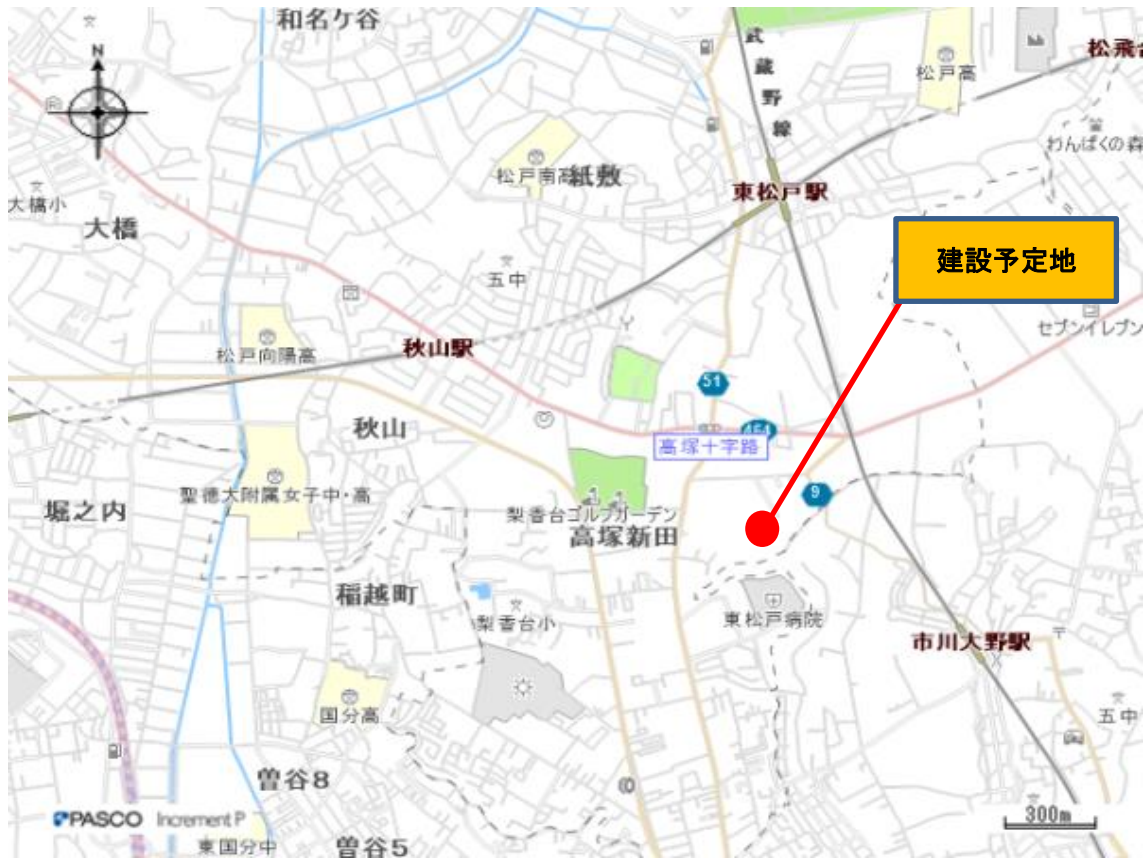 和名ケ谷
N
武蔵野線
松戸高
松飛
わんぱくの森
松戸南高
紙敷
東松戸駅
大橋小
大橋
建設予定地
五中
セブンイレブン
松戸向陽高
秋山駅
51
464
高塚十字路
秋山
聖徳大附属女子中・高
9
堀之内
梨香台ゴルフガーデン
高塚新田
稲越町
梨香台小
東松戸病院
市川大野駅
国分高
五中
曽谷8
PASCO Increment P
300m
東国分中
曽谷5